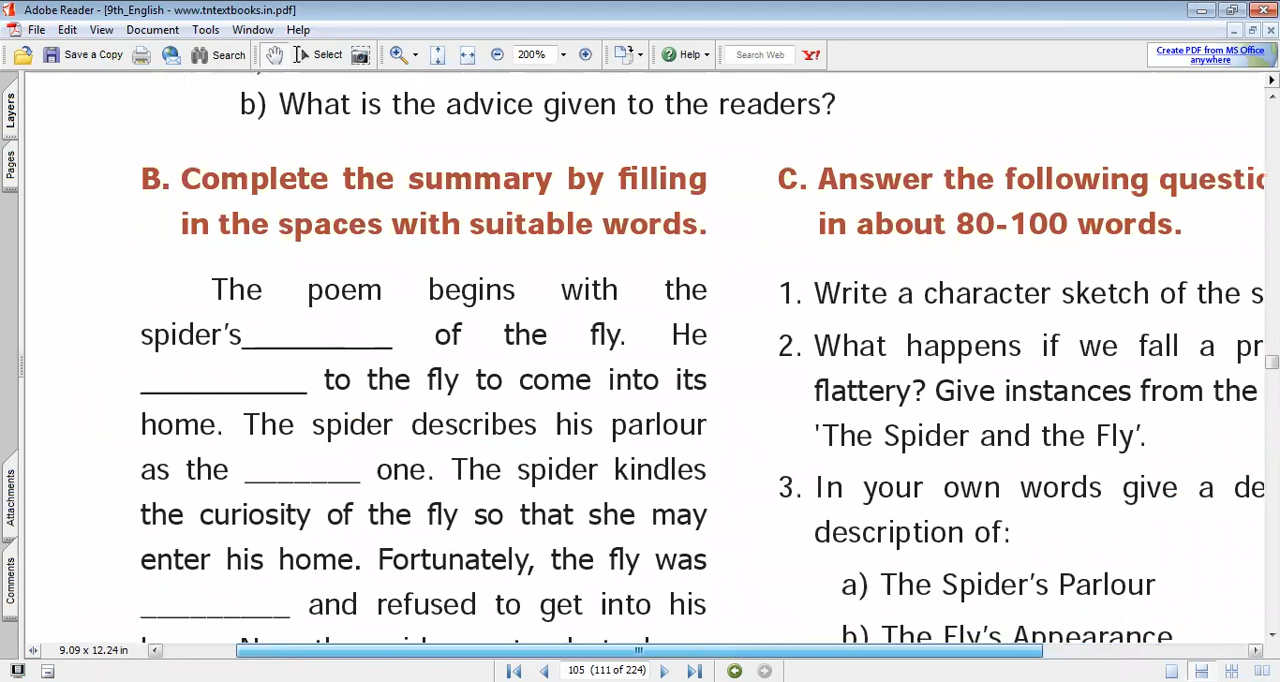 Adobe Reader - [9th_English - www.tntextbooks.in.pdf]
File Edit View Document Tools Window Help
Save a Copy Search Select 200% Help Search Web Y! Create PDF from MS Office anywhere
Layers
Pages
Attachments
Comments
b) What is the advice given to the readers?
B. Complete the summary by filling
in the spaces with suitable words.
The poem begins with the
spider's__________ of the fly. He
___________ to the fly to come into its
home. The spider describes his parlour
as the ________ one. The spider kindles
the curiosity of the fly so that she may
enter his home. Fortunately, the fly was
__________ and refused to get into his
C. Answer the following
in about 80-100 words.
1. Write a character sketch of the
2. What happens if we fall a
flattery? Give instances from the
'The Spider and the Fly'.
3. In your own words give a
description of:
a) The Spider's Parlour
b) The Fly's Appearance
9.09 x 12.24 in
105 (111 of 224)